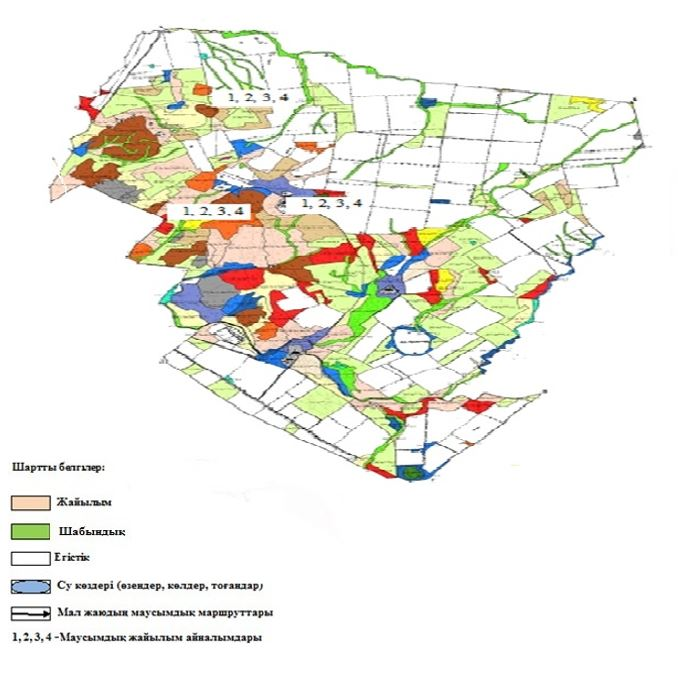 1, 2, 3, 4
1, 2, 3, 4
1, 2, 3, 4
Шартты белгілер:
Жайылым
Шабындық
Егістік
Су көздері (өзендер, көлдер, тоғандар)
Мал жаюдың маусымдық маршруттары
1, 2, 3, 4 -Маусымдық жайылым айналымдары